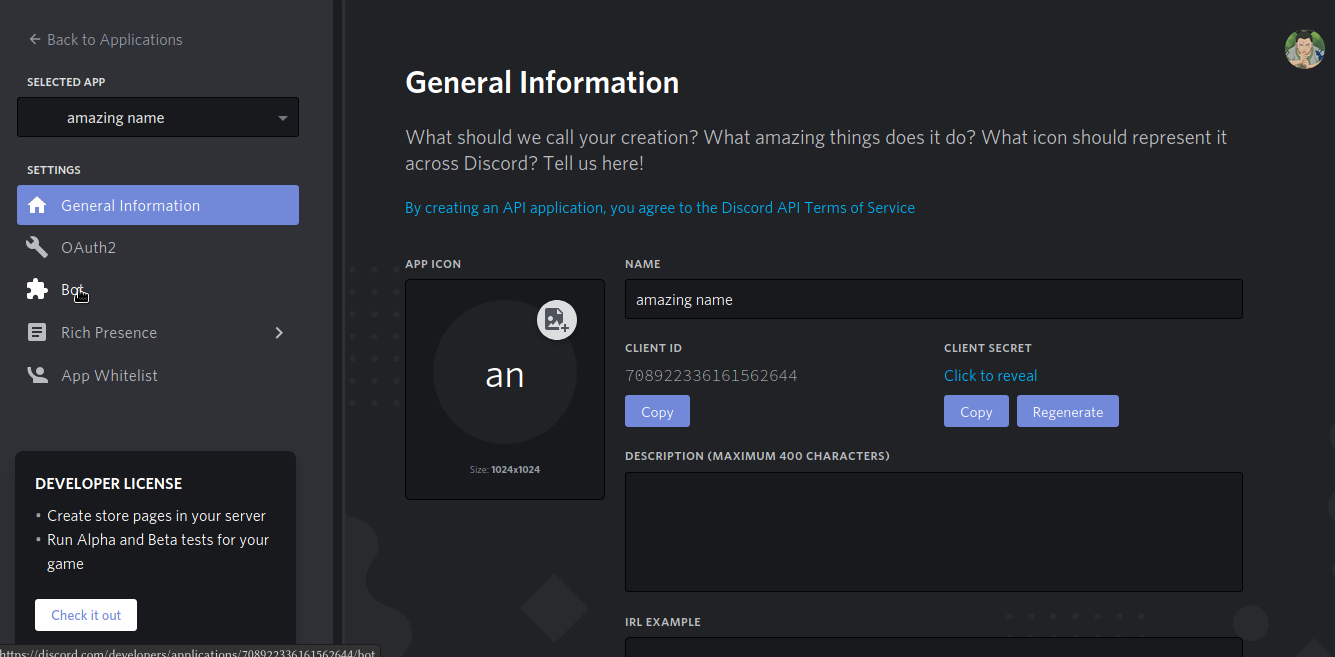 Back to Applications
SELECTED APP
amazing name
SETTINGS
General Information
OAuth2
Bot
Rich Presence
App Whitelist
DEVELOPER LICENSE
• Create store pages in your server
• Run Alpha and Beta tests for your
game
Check it out
https://discord.com/developers/applications/708922336161562644/bot
General Information
What should we call your creation? What amazing things does it do? What icon should represent it
across Discord? Tell us here!
By creating an API application, you agree to the Discord API Terms of Service
APP ICON
an
Size: 1024x1024
NAME
amazing name
CLIENT ID
708922336161562644
Copy
CLIENT SECRET
Click to reveal
Copy Regenerate
DESCRIPTION (MAXIMUM 400 CHARACTERS)
IRL EXAMPLE